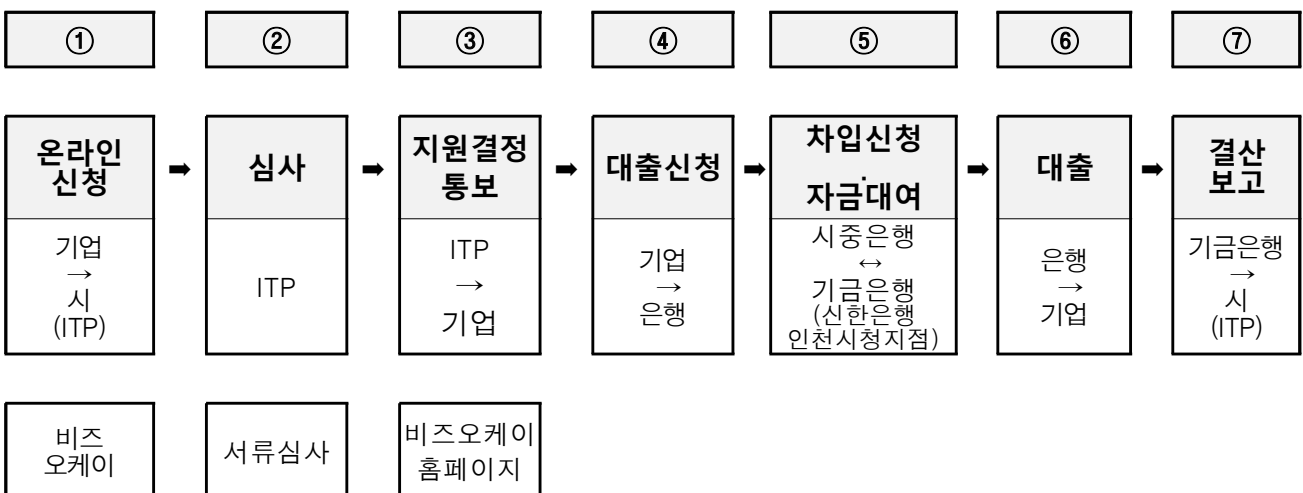 ①
②
③
④
⑤
⑥
⑦
온라인
신청
➡
심사
➡
지원결정
통보
➡
대출신청
➡
차입신청
·
자금대여
➡
대출
➡
결산
보고
기업
→
시
(ITP)
ITP
ITP
→
기업
기업
→
은행
시중은행
↔
기금은행
(신한은행
인천시청지점)
은행
→
기업
기금은행
→
시
(ITP)
비즈
오케이
서류심사
비즈오케이
홈페이지